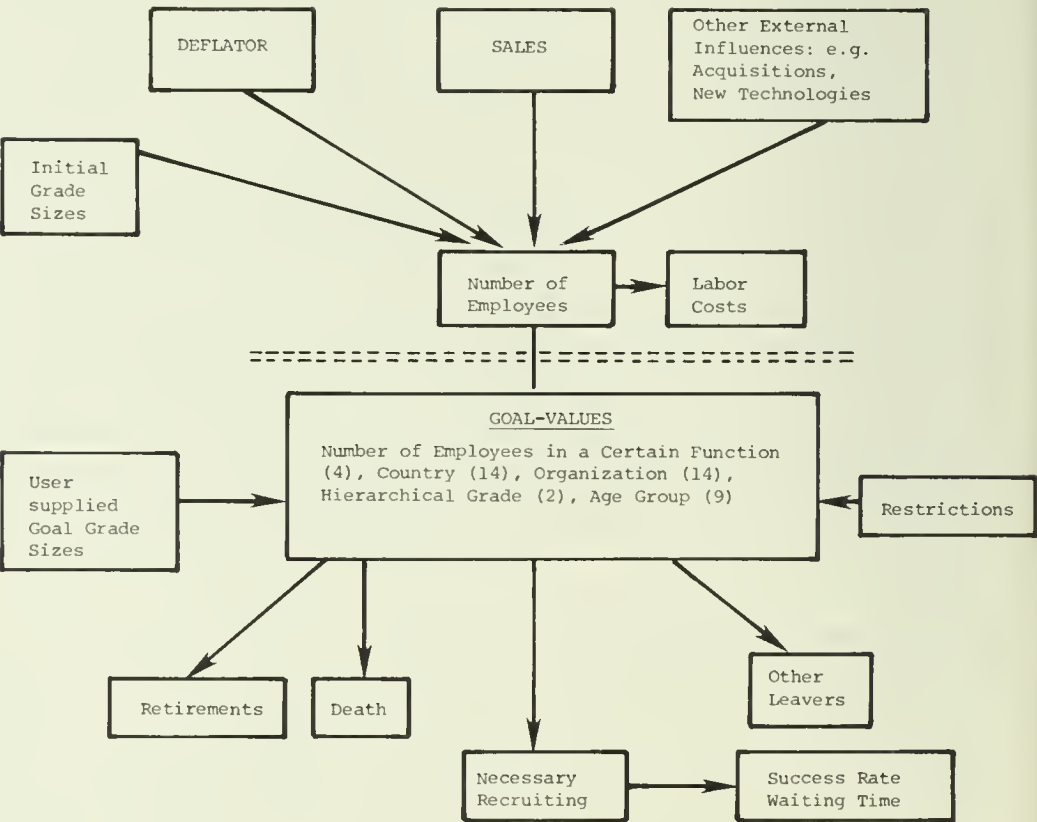 DEFLATOR
SALES
Other External
Influences: e.g.
Acquisitions,
New Technologies
Initial
Grade
Sizes
Number of
Employees
Labor
Costs
GOAL-VALUES
Number of Employees in a Certain Function
(4), Country (14), Organization (14),
Hierarchical Grade (2), Age Group (9)
User
supplied
Goal Grade
Sizes
Restrictions
Retirements
Death
Other
Leavers
Necessary
Recruiting
Success Rate
Waiting Time